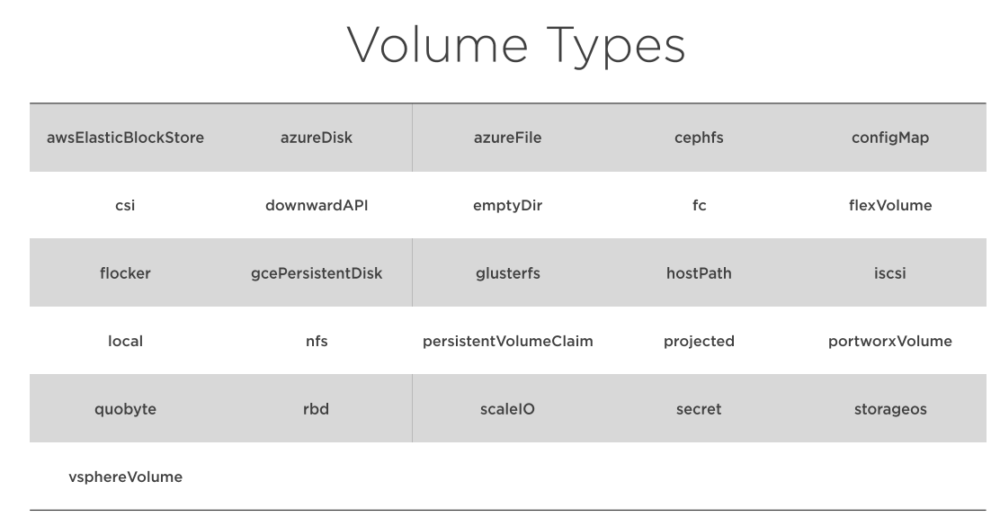 Volume Types
awsElasticBlockStore azureDisk azureFile cephfs configMap
csi downwardAPI emptyDir fc flexVolume
flocker gcePersistentDisk glusterfs hostPath iscsi
local nfs persistentVolumeClaim projected portworxVolume
quobyte rbd scaleIO secret storageos
vsphereVolume